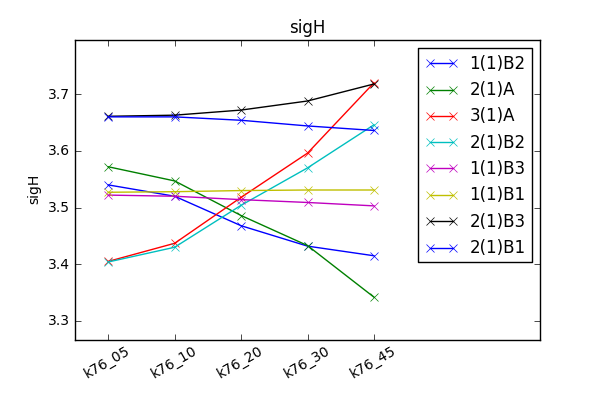 sigH
3.7
3.6
3.5
3.4
3.3
sigH
k76_05
k76_10
k76_20
k76_30
k76_45
1(1)B2
2(1)A
3(1)A
2(1)B2
1(1)B3
1(1)B1
2(1)B3
2(1)B1